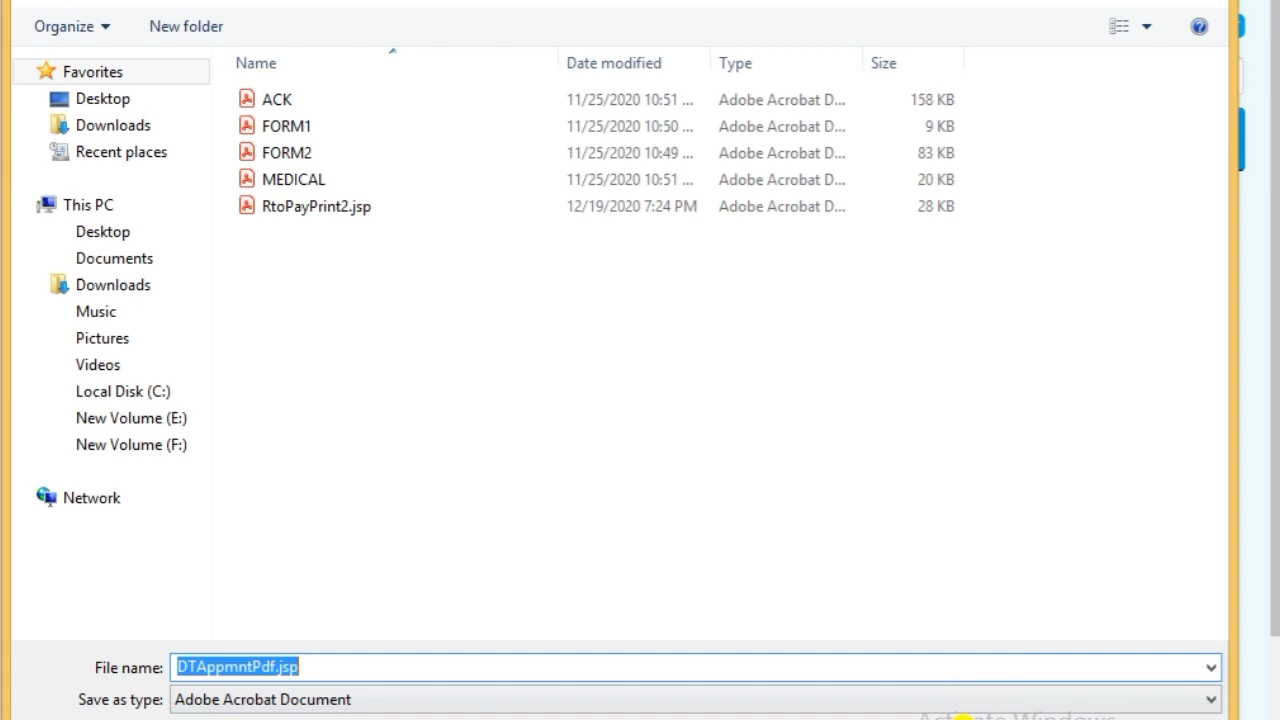 Organize New folder
Name Date modified Type Size
Favorites
Desktop
Downloads
Recent places
This PC
Desktop
Documents
Downloads
Music
Pictures
Videos
Local Disk (C:)
New Volume (E:)
New Volume (F:)
Network
ACK 11/25/2020 10:51 ... Adobe Acrobat D... 158 KB
FORM1 11/25/2020 10:50 ... Adobe Acrobat D... 9 KB
FORM2 11/25/2020 10:49 ... Adobe Acrobat D... 83 KB
MEDICAL 11/25/2020 10:51 ... Adobe Acrobat D... 20 KB
RtoPayPrint2.jsp 12/19/2020 7:24 PM Adobe Acrobat D... 28 KB
File name: DTAppmntPdf.jsp
Save as type: Adobe Acrobat Document
Activate Windows